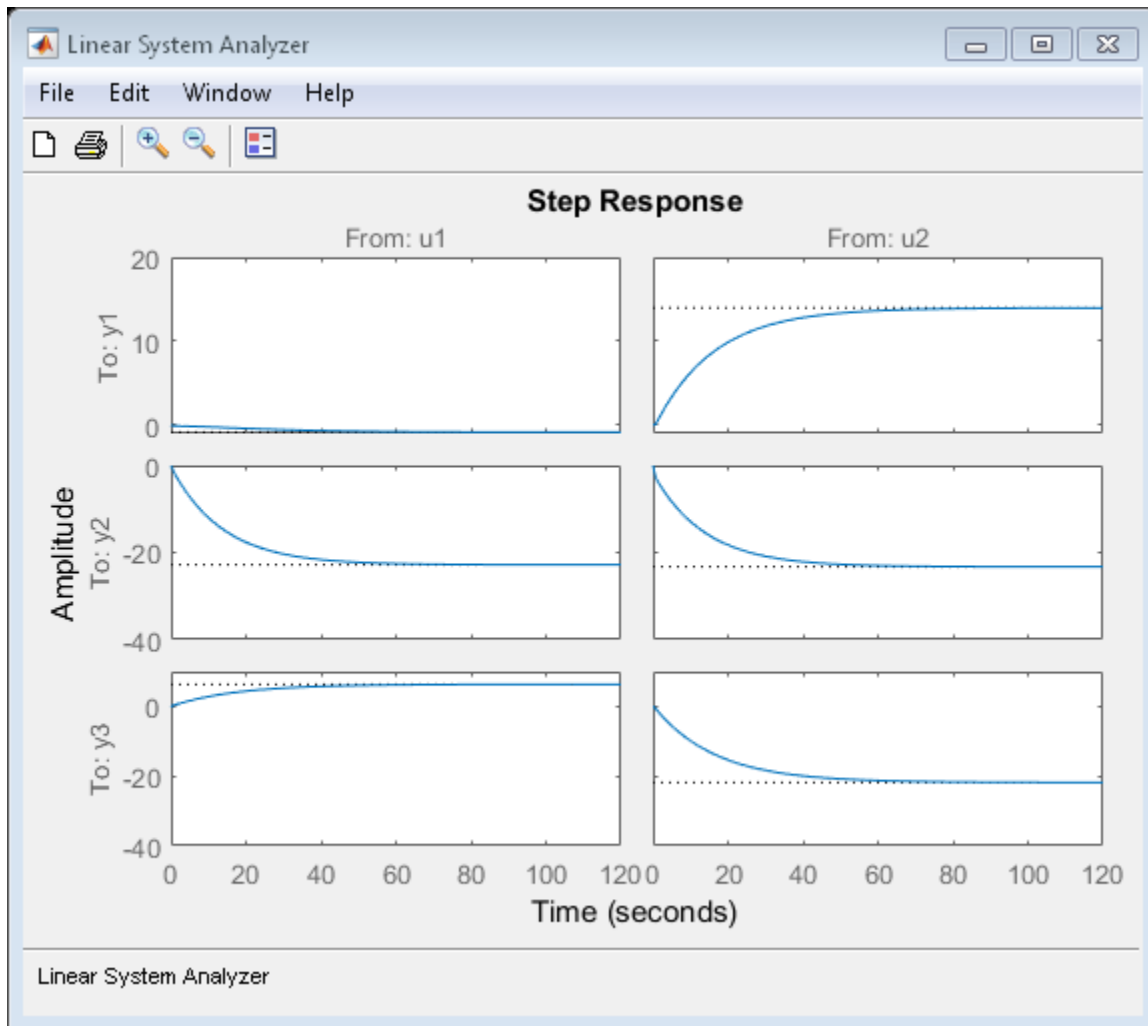 Linear System Analyzer
File Edit Window Help
Step Response
From: u1 From: u2
20
10
0
To: y1
0
-20
-40
To: y2
Amplitude
0
-20
-40
To: y3
0 20 40 60 80 100 120 0 20 40 60 80 100 120
Time (seconds)
Linear System Analyzer